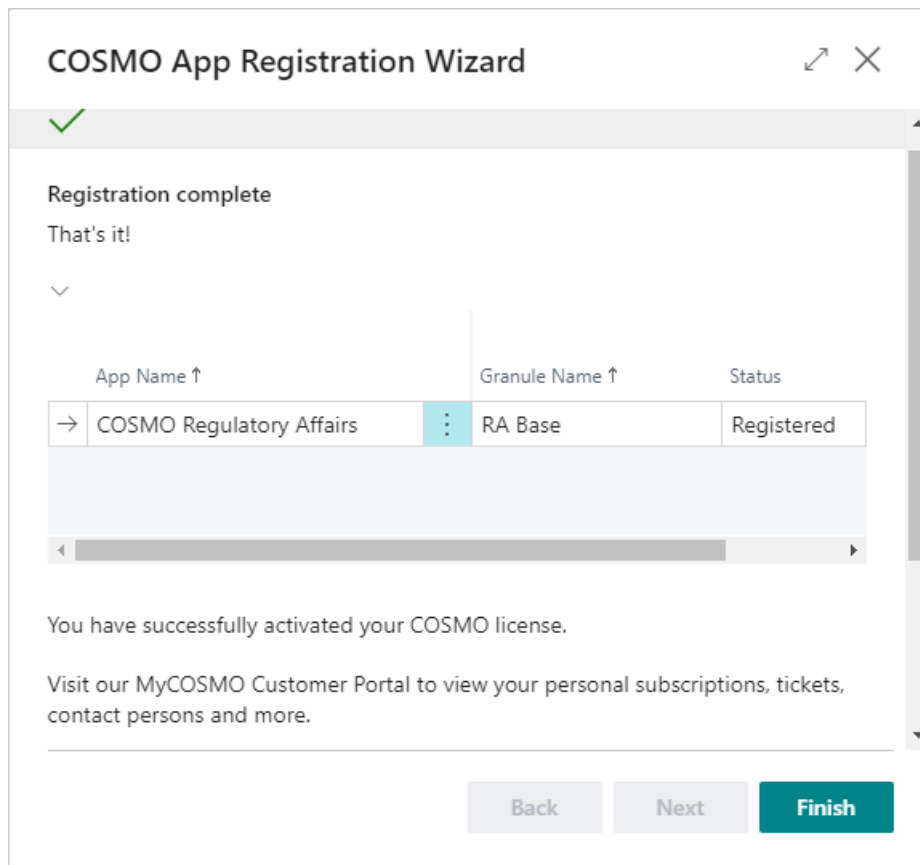 COSMO App Registration Wizard
Registration complete
That's it!
App Name ↑ Granule Name ↑ Status
COSMO Regulatory Affairs RA Base Registered
You have successfully activated your COSMO license.
Visit our MyCOSMO Customer Portal to view your personal subscriptions, tickets,
contact persons and more.
Back Next Finish